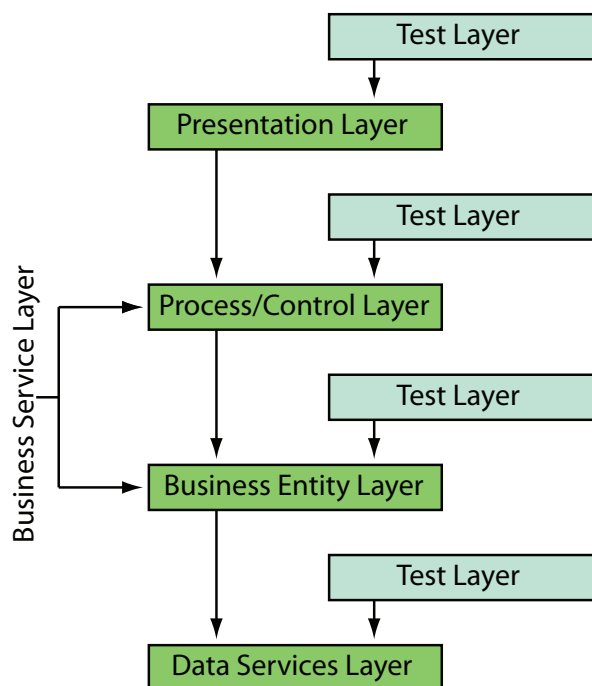 Test Layer
Presentation Layer
Test Layer
Process/Control Layer
Business Service Layer
Test Layer
Business Entity Layer
Test Layer
Data Services Layer